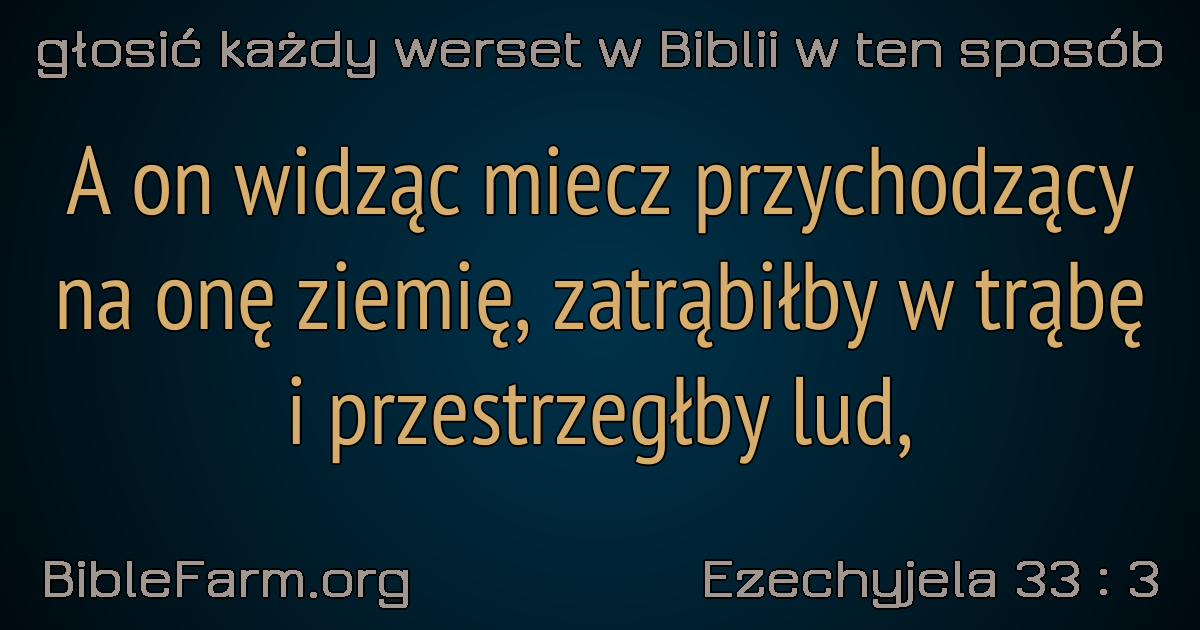 głosić każdy werset w Biblii w ten sposób
A on widząc miecz przychodzący
na onę ziemię, zatrąbiłby w trąbę
i przestrzegłby lud,
BibleFarm.org
Ezechyjela 33 : 3